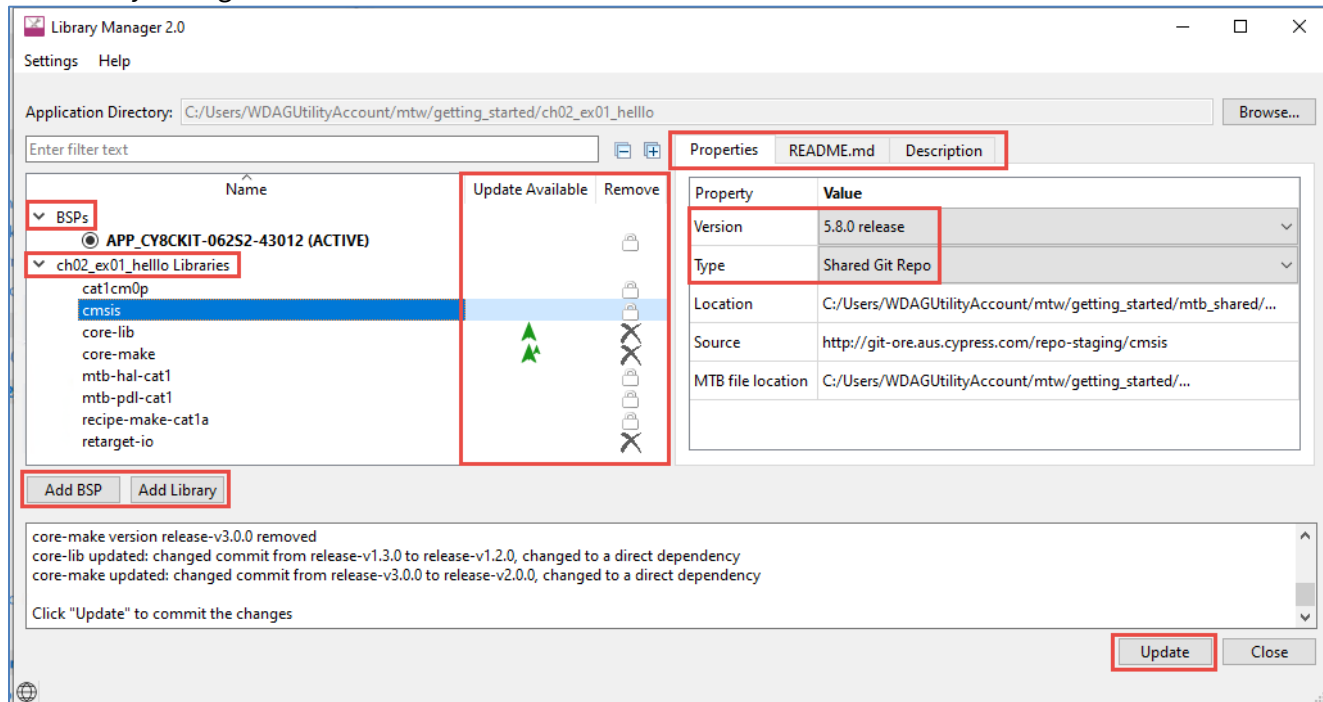 Library Manager 2.0
Settings Help
Application Directory: C:/Users/WDAGUtilityAccount/mtw/getting_started/ch02_ex01_helllo Browse...
Enter filter text
Properties README.md Description
Name Update Available Remove
BSPs
APP_CY8CKIT-062S2-43012 (ACTIVE)
ch02_ex01_helllo Libraries
cat1cm0p
cmsis
core-lib
core-make
mtb-hal-cat1
mtb-pdl-cat1
recipe-make-cat1a
retarget-io
Property Value
Version 5.8.0 release
Type Shared Git Repo
Location C:/Users/WDAGUtilityAccount/mtw/getting_started/mtb_shared/...
Source http://git-ore.aus.cypress.com/repo-staging/cmsis
MTB file location C:/Users/WDAGUtilityAccount/mtw/getting_started/...
Add BSP Add Library
core-make version release-v3.0.0 removed
core-lib updated: changed commit from release-v1.3.0 to release-v1.2.0, changed to a direct dependency
core-make updated: changed commit from release-v3.0.0 to release-v2.0.0, changed to a direct dependency
Click "Update" to commit the changes
Update Close